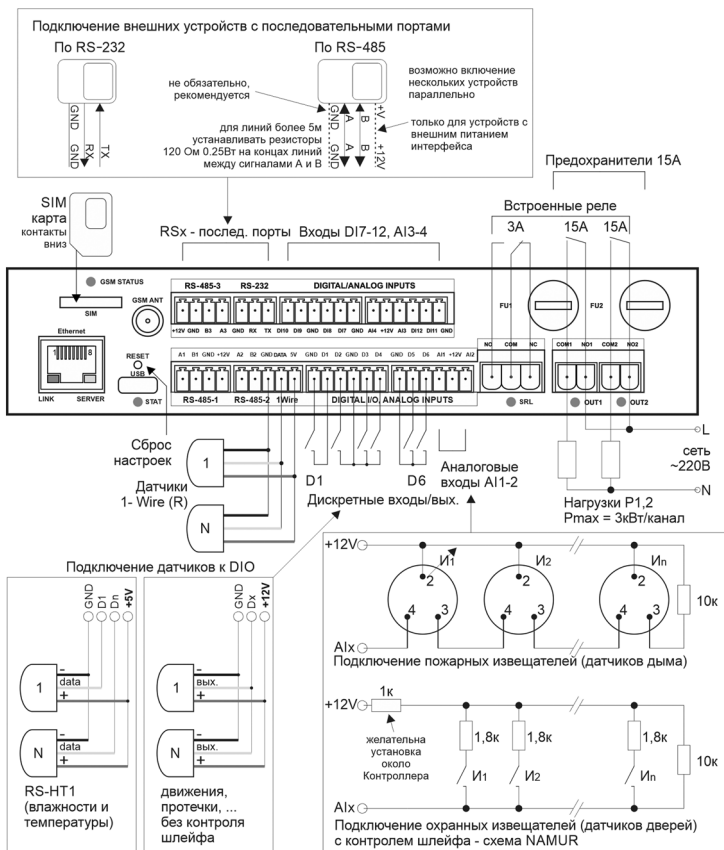 Подключение внешних устройств с последовательными портами
По RS-232
По RS-485
не обязательно,
рекомендуется
возможно включение
нескольких устройств
параллельно
для линий более 5м
устанавливать резисторы
120 Ом 0.25Вт на концах линий
между сигналами А и В
только для устройств с
внешним питанием
интерфейса
GND
RX
TX
GND
GND
A
B
+V
GND
A
B
+12V
Предохранители 15А
Встроенные реле
3А 15А 15А
SIM
карта
контакты
вниз
RSx - послед. порты
Входы DI7-12, AI3-4
GSM STATUS
SIM
GSM ANT
RS-485-3 RS-232 DIGITAL/ANALOG INPUTS
+12V GND B3 A3 GND RX TX DI10 DI9 GND DI8 DI7 GND AI4 +12V AI3 DI12 DI11 GND
FU1 FU2
Ethernet
1 8
LINK SERVER
RESET
USB
STAT
A1 B1 GND +12V A2 B2 GND DATA 5V GND D1 D2 GND D3 D4 GND D5 D6 AI1 +12V AI2
RS-485-1 RS-485-2 1Wire DIGITAL I/O, ANALOG INPUTS
NO COM NC COM1 NO1 COM2 NO2
SRL OUT1 OUT2
L
сеть
~220В
N
Сброс
настроек
1
Датчики
1- Wire (R)
N
D1
D6
Аналоговые
входы AI1-2
Дискретные входы/вых.
Нагрузки Р1,2
Pmax = 3кВт/канал
Подключение датчиков к DIO
GND
D1
Dn
+5V
1
-
data
+
N
-
data
+
RS-HT1
(влажности и
температуры)
GND
Dx
+12V
1
-
вых.
+
N
-
вых.
+
движения,
протечки, ...
без контроля
шлейфа
+12V
И1 И2 Иn
2 2 2
4 3 4 3 4 3
10к
AIx
Подключение пожарных извещателей (датчиков дыма)
1к
+12V
желательна
установка
около
Контроллера
1,8к 1,8к 1,8к
10к
И1 И2 Иn
AIx
Подключение охранных извещателей (датчиков дверей)
с контролем шлейфа - схема NAMUR